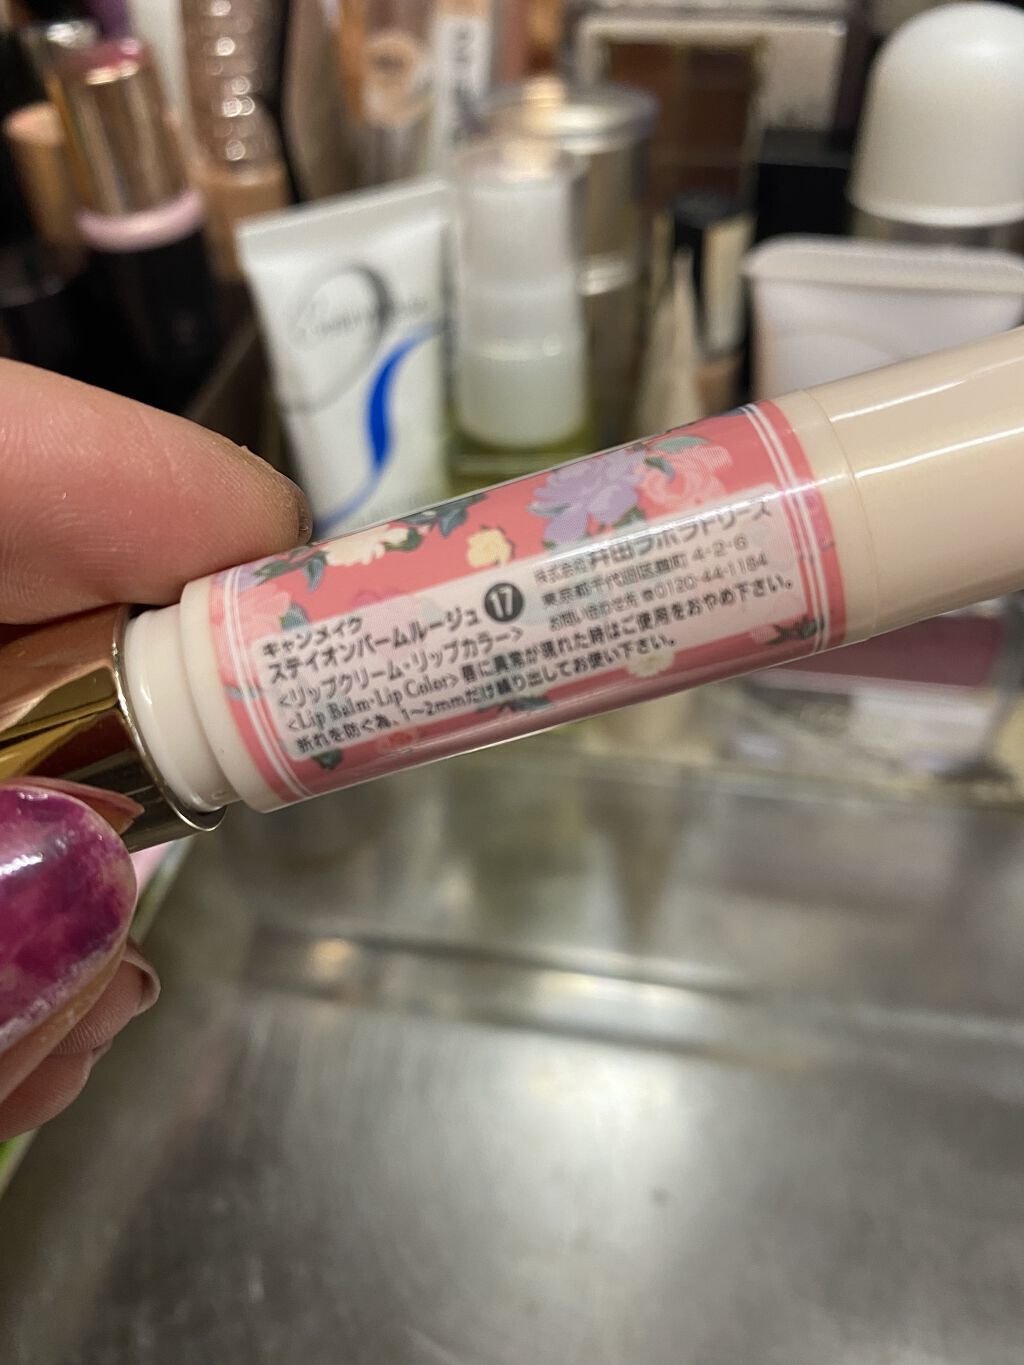 キャンメイク
ステイオンバームルージュ 17
<リップクリーム・リップカラー>
<Lip Balm・Lip Color>唇に異常が現れた時はご使用をおやめ下さい。
折れを防ぐ為、1~2mmだけ繰り出してお使い下さい。
株式会社 井田ラボラトリーズ
東京都千代田区麹町 4-2-6
お問い合わせ先 ☎0120-44-1184